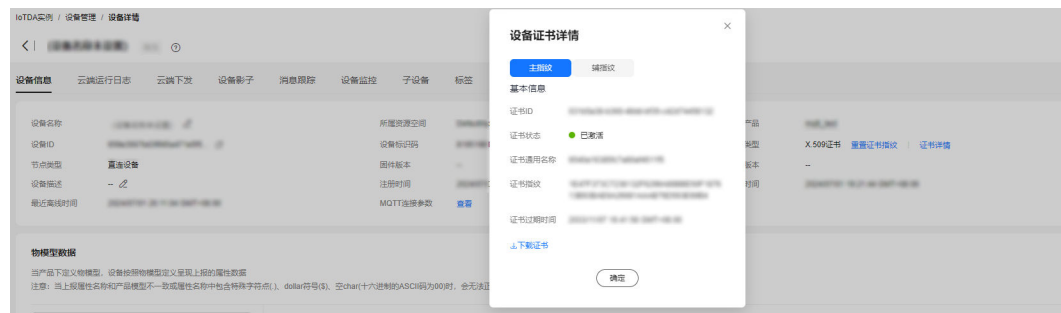 IoTDA实例 / 设备管理 / 设备详情
设备信息 云端运行日志 云端下发 设备影子 消息跟踪 设备监控 子设备 标签
设备名称
所属资源空间
产品
设备ID
设备标识码
类型 X.509证书 重置证书指纹 证书详情
节点类型 直连设备
固件版本 --
版本 --
设备描述 --
注册时间
时间
最近离线时间
MQTT连接参数 查看
物模型数据
当产品下定义物模型，设备按照物模型定义呈现上报的属性数据
注意：当上报属性名称和产品模型不一致或属性名称中包含特殊字符点(.)、dollar符号($)、空char(十六进制的ASCII码为00)时，会无法正
设备证书详情
主指纹 辅指纹
基本信息
证书ID
证书状态 已激活
证书通用名称
证书指纹
证书过期时间
下载证书
确定